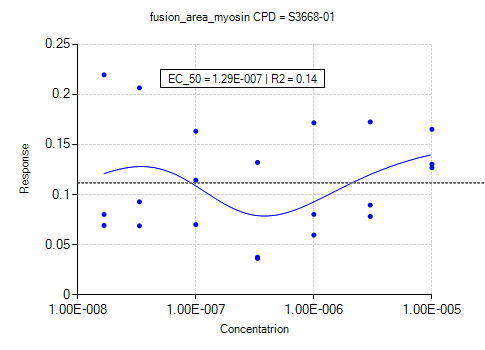 fusion_area_myosin CPD = S3668-01
0.25
EC_50 = 1.29E-007 | R2 = 0.14
0.2
0.15
Response
0.1
0.05
0
1.00E-008 1.00E-007 1.00E-006 1.00E-005
Concentatrion